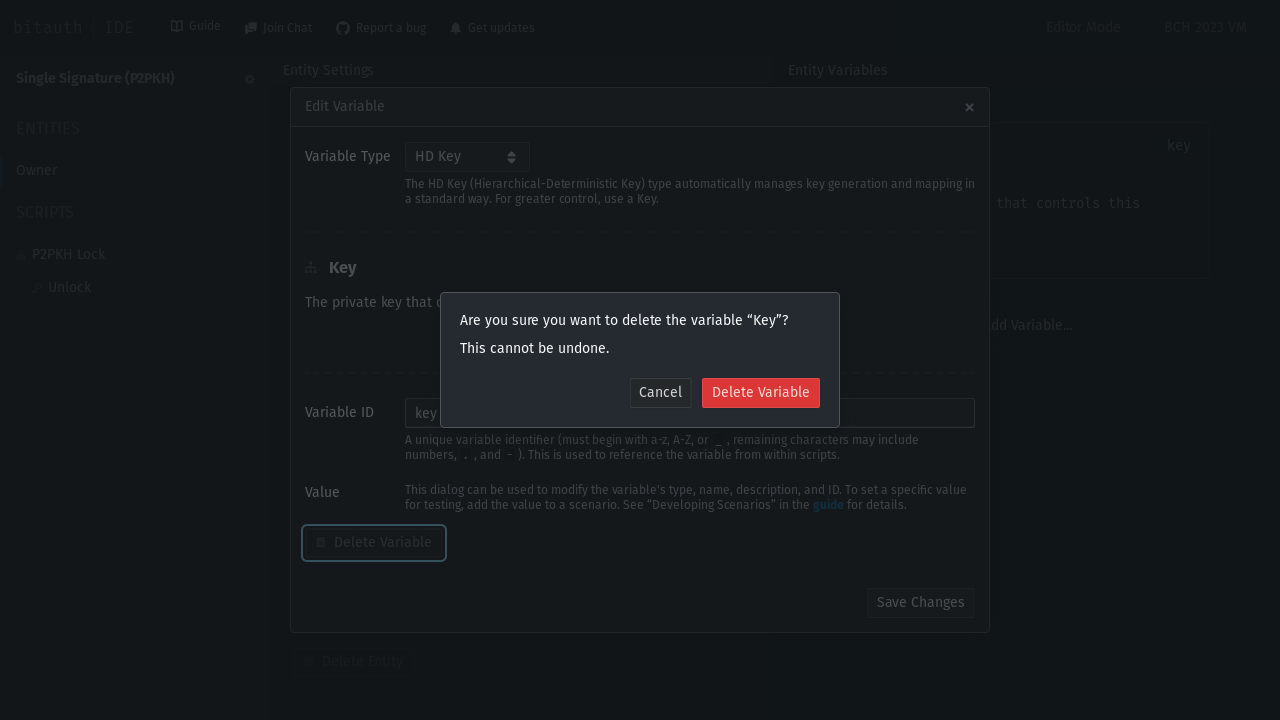 bitauth IDE
Guide
Join Chat
Report a bug
Get updates
Editor Mode
BCH 2023 VM
Single Signature (P2PKH)
Entity Settings
Entity Variables
Edit Variable
ENTITIES
Owner
SCRIPTS
P2PKH Lock
Unlock
key
that controls this
dd Variable...
Variable Type
HD Key
The HD Key (Hierarchical-Deterministic Key) type automatically manages key generation and mapping in
a standard way. For greater control, use a Key.
Key
The private key that
Are you sure you want to delete the variable “Key”?
This cannot be undone.
Cancel
Delete Variable
Variable ID
key
A unique variable identifier (must begin with a-z, A-Z, or _ , remaining characters may include
numbers, . , and - ). This is used to reference the variable from within scripts.
Value
This dialog can be used to modify the variable's type, name, description, and ID. To set a specific value
for testing, add the value to a scenario. See “Developing Scenarios” in the guide for details.
Delete Variable
Save Changes
Delete Entity